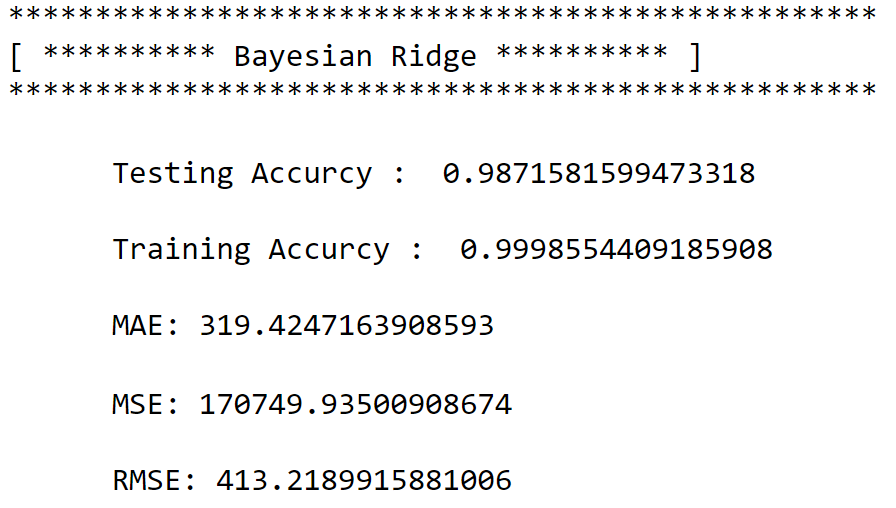 **************************************************
[ ********** Bayesian Ridge ********** ]
**************************************************
Testing Accurcy :  0.9871581599473318
Training Accurcy :  0.9998554409185908
MAE: 319.4247163908593
MSE: 170749.93500908674
RMSE: 413.2189915881006